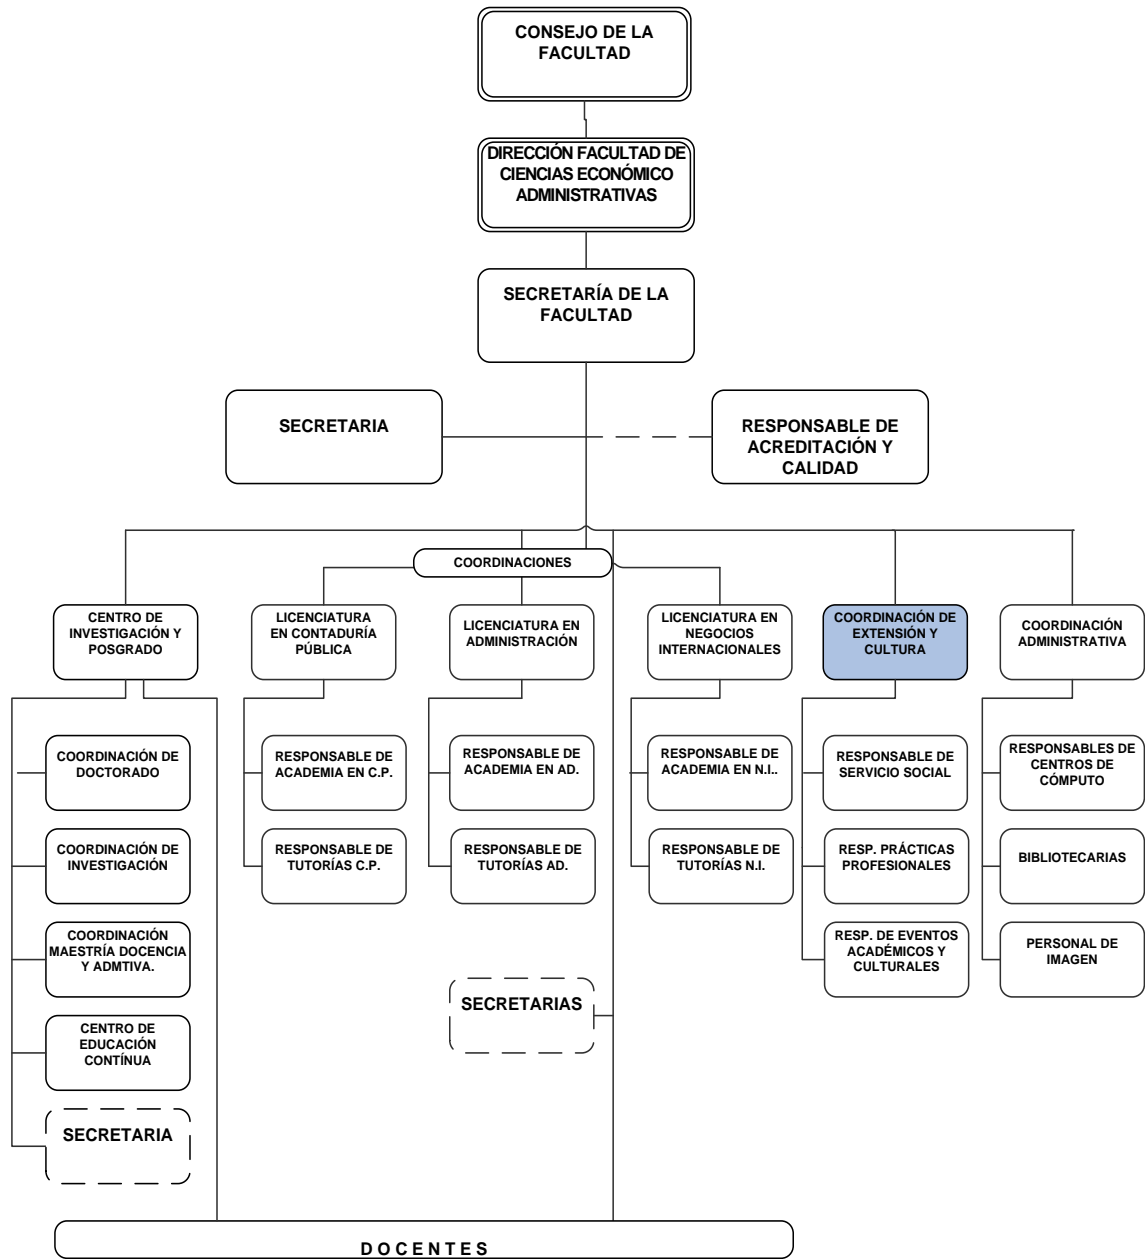 CONSEJO DE LA
FACULTAD
DIRECCIÓN FACULTAD DE
CIENCIAS ECONÓMICO
ADMINISTRATIVAS
SECRETARÍA DE LA
FACULTAD
SECRETARIA
RESPONSABLE DE
ACREDITACIÓN Y
CALIDAD
COORDINACIONES
CENTRO DE
INVESTIGACIÓN Y
POSGRADO
LICENCIATURA
EN CONTADURÍA
PÚBLICA
LICENCIATURA EN
ADMINISTRACIÓN
LICENCIATURA EN
NEGOCIOS
INTERNACIONALES
COORDINACIÓN DE
EXTENSIÓN Y
CULTURA
COORDINACIÓN
ADMINISTRATIVA
COORDINACIÓN DE
DOCTORADO
RESPONSABLE DE
ACADEMIA EN C.P.
RESPONSABLE DE
ACADEMIA EN AD.
RESPONSABLE DE
ACADEMIA EN N.I..
RESPONSABLE DE
SERVICIO SOCIAL
RESPONSABLES DE
CENTROS DE
CÓMPUTO
COORDINACIÓN DE
INVESTIGACIÓN
RESPONSABLE DE
TUTORÍAS C.P.
RESPONSABLE DE
TUTORÍAS AD.
RESPONSABLE DE
TUTORÍAS N.I.
RESP. PRÁCTICAS
PROFESIONALES
BIBLIOTECARIAS
COORDINACIÓN
MAESTRÍA DOCENCIA
Y ADMTIVA.
RESP. DE EVENTOS
ACADÉMICOS Y
CULTURALES
PERSONAL DE
IMAGEN
SECRETARIAS
CENTRO DE
EDUCACIÓN
CONTÍNUA
SECRETARIA
D O C E N T E S